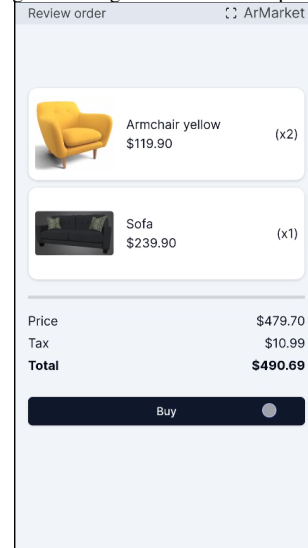 Review order ArMarket
Armchair yellow
$119.90
(x2)
Sofa
$239.90
(x1)
Price $479.70
Tax $10.99
Total $490.69
Buy